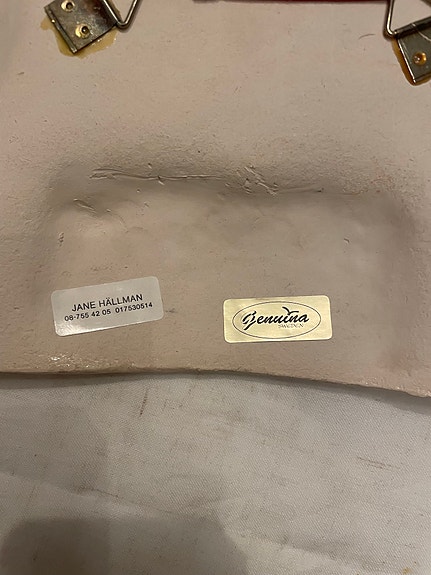 JANE HÄLLMAN
08-755 42 05 017530514
Genuina
SWEDEN